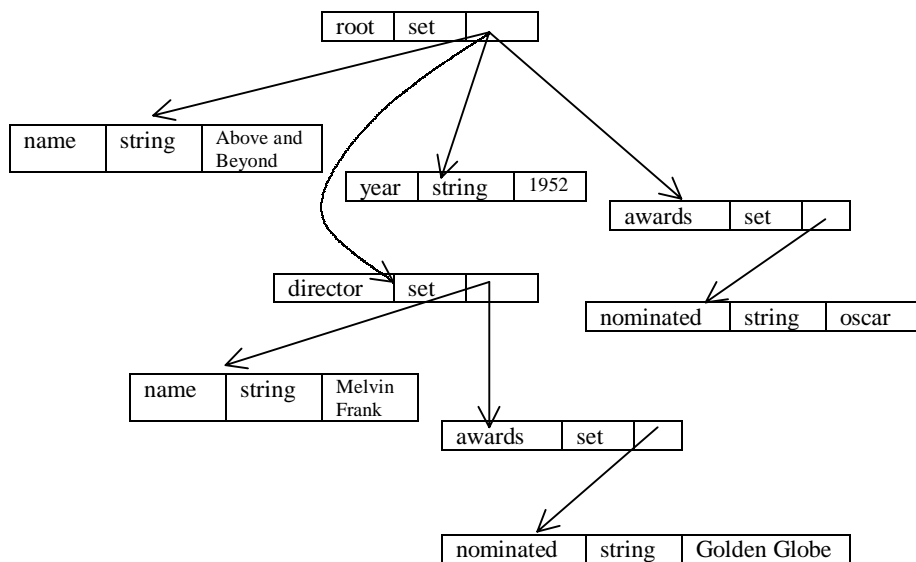 root set
name string Above and
Beyond
year string 1952
awards set
director set
nominated string oscar
name string Melvin
Frank
awards set
nominated string Golden Globe